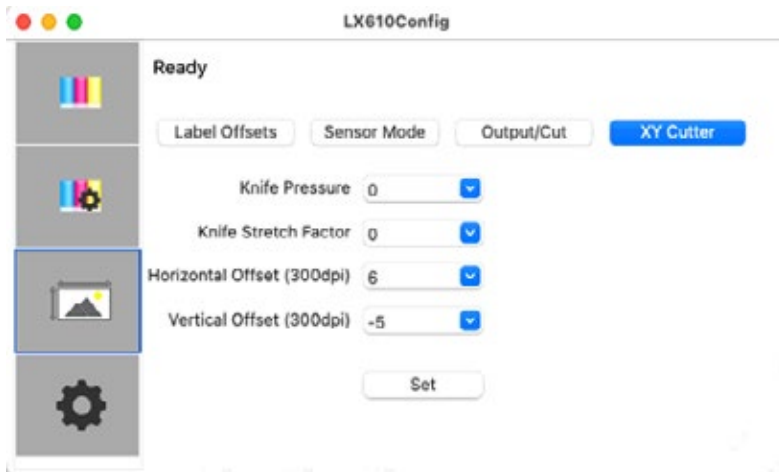 LX610Config
Ready
Label Offsets Sensor Mode Output/Cut XY Cutter
Knife Pressure 0
Knife Stretch Factor 0
Horizontal Offset (300dpi) 6
Vertical Offset (300dpi) -5
Set